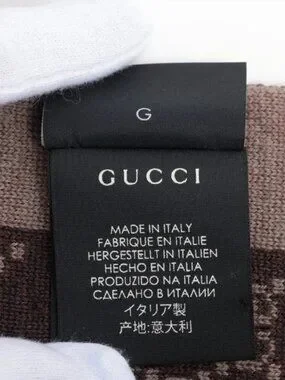 G
GUCCI
MADE IN ITALY
FABRIQUE EN ITALIE
HERGESTELLT IN ITALIEN
HECHO EN ITALIA
PRODUZIDO NA ITALIA
СДЕЛАНО В ИТАЛИИ
イタリア製
产地:意大利